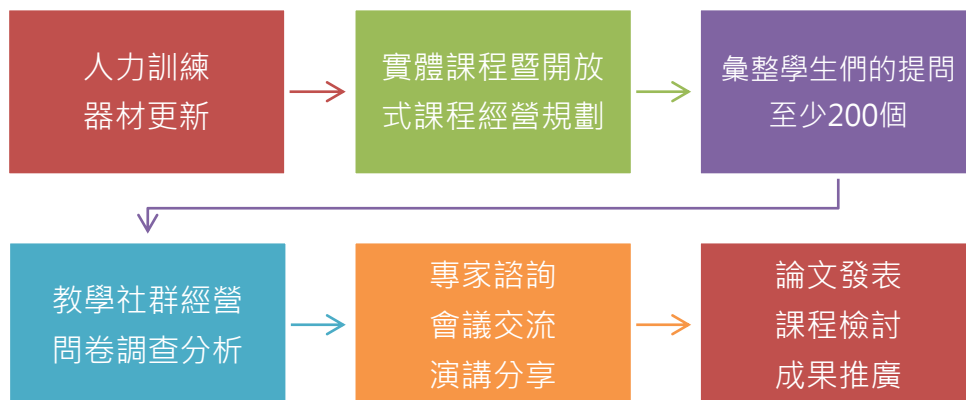 人力訓練
器材更新
實體課程暨開放
式課程經營規劃
彙整學生們的提問
至少200個
教學社群經營
問卷調查分析
專家諮詢
會議交流
演講分享
論文發表
課程檢討
成果推廣